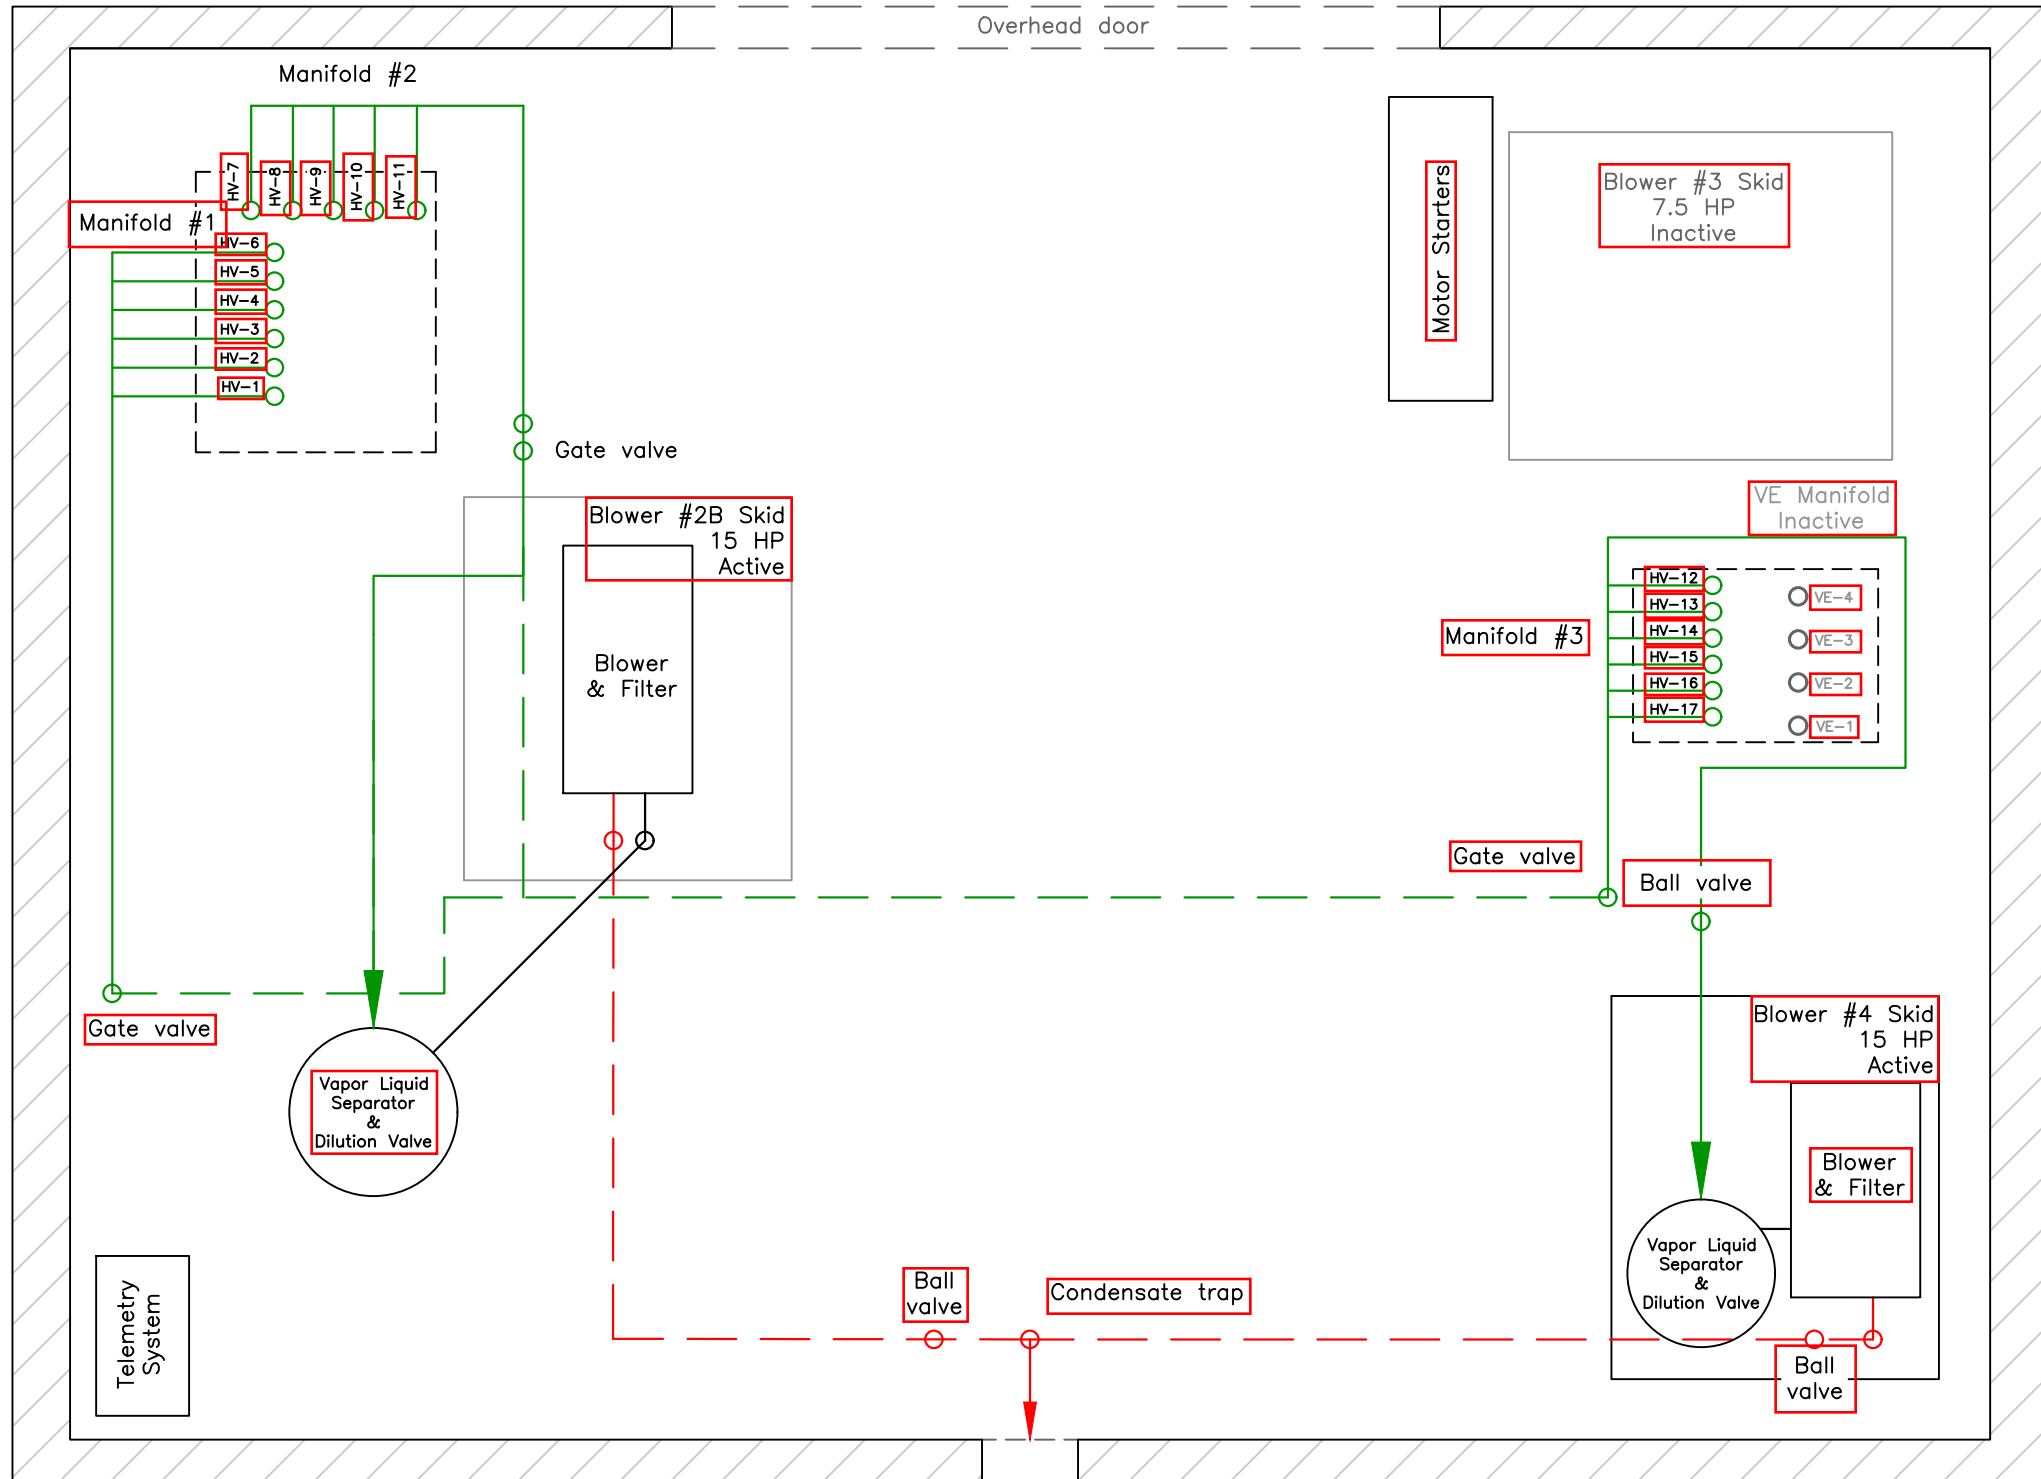 Overhead door
Manifold #2
HV-7
HV-8
HV-9
HV-10
HV-11
Manifold #1
HV-6
HV-5
HV-4
HV-3
HV-2
HV-1
Gate valve
Motor Starters
Blower #3 Skid
7.5 HP
Inactive
Blower #2B Skid
15 HP
Active
Blower
& Filter
VE Manifold
Inactive
Manifold #3
HV-12
HV-13
HV-14
HV-15
HV-16
HV-17
VE-4
VE-3
VE-2
VE-1
Gate valve
Ball valve
Gate valve
Vapor Liquid
Separator
&
Dilution Valve
Blower #4 Skid
15 HP
Active
Blower
& Filter
Vapor Liquid
Separator
&
Dilution Valve
Telemetry
System
Ball
valve
Condensate trap
Ball
valve